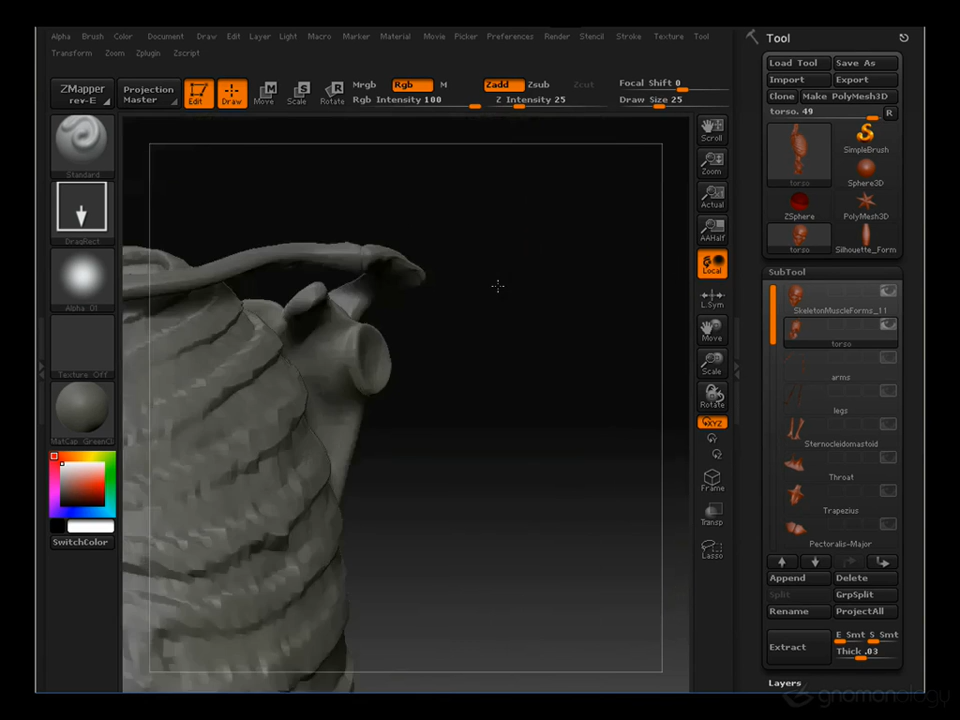 Alpha Brush Color Document Draw Edit Layer Light Macro Marker Material Movie Picker Preferences Render Stencil Stroke Texture Tool
Transform Zoom Zplugin Zscript
Tool
Load Tool Save As
Import Export
Clone Make PolyMesh3D
torso. 49 R
ZMapper
rev-E
Projection
Master
Edit Draw Move Scale Rotate
Mrgb Rgb M
Rgb Intensity 100
Zadd Zsub Zcut
Z Intensity 25
Focal Shift 0
Draw Size 25
Standard
DragRect
Alpha 01
Texture Off
MatCap GreenCl
SwitchColor
Scroll
Zoom
Actual
AAHalf
Local
L.Sym
Move
Scale
Rotate
XYZ
Frame
Transp
Lasso
torso
SimpleBrush
Sphere3D
ZSphere
PolyMesh3D
torso
Silhouette_Form
SubTool
SkeletonMuscleForms_11
torso
arms
legs
Sternocleidomastoid
Throat
Trapezius
Pectoralis-Major
Append Delete
Split GrpSplit
Rename ProjectAll
Extract
E Smt S Smt
Thick .03
Layers
gnomonology